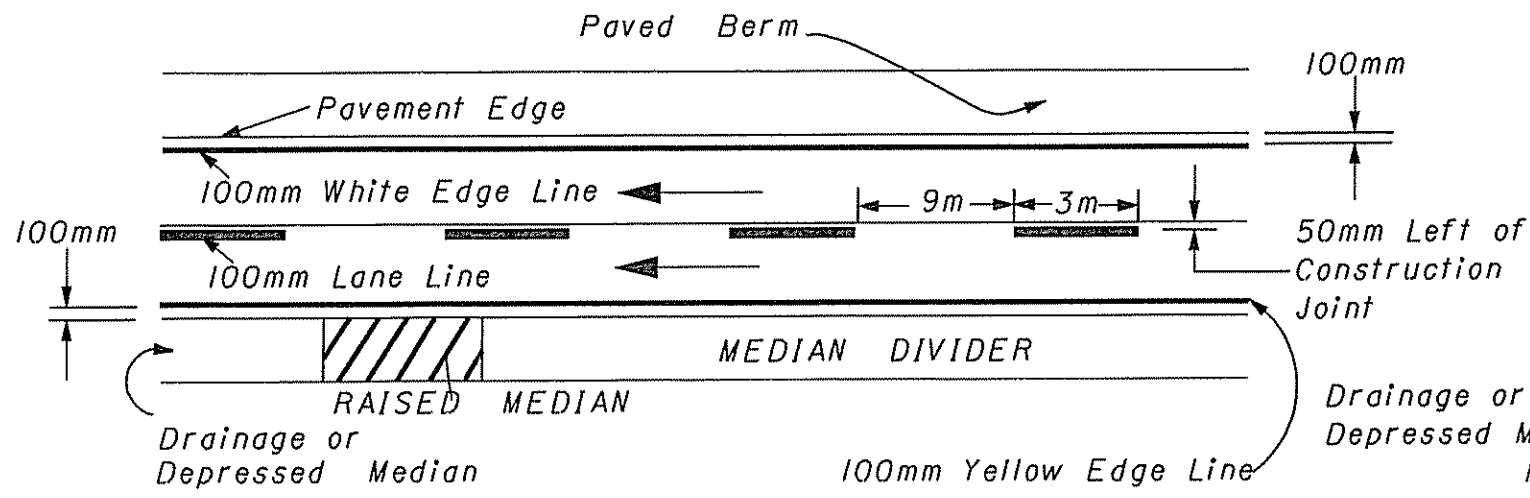 Paved Berm
100mm
Pavement Edge
100mm White Edge Line
9m
3m
100mm
50mm Left of
Construction
Joint
100mm Lane Line
MEDIAN DIVIDER
RAISED MEDIAN
Drainage or
Depressed Median
Drainage or
Depressed
100mm Yellow Edge Line